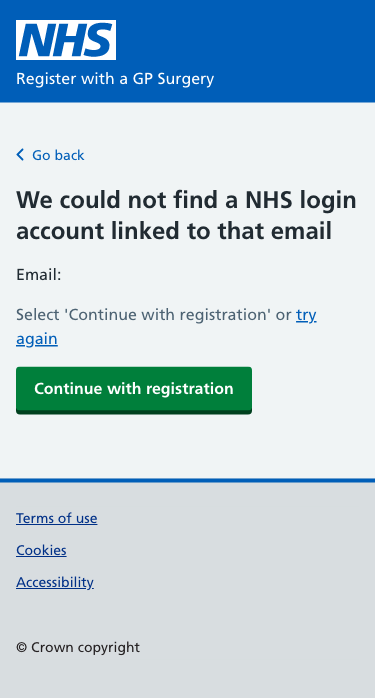 NHS
Register with a GP Surgery
Go back
We could not find a NHS login
account linked to that email
Email:
Select 'Continue with registration' or try
again
Continue with registration
Terms of use
Cookies
Accessibility
© Crown copyright